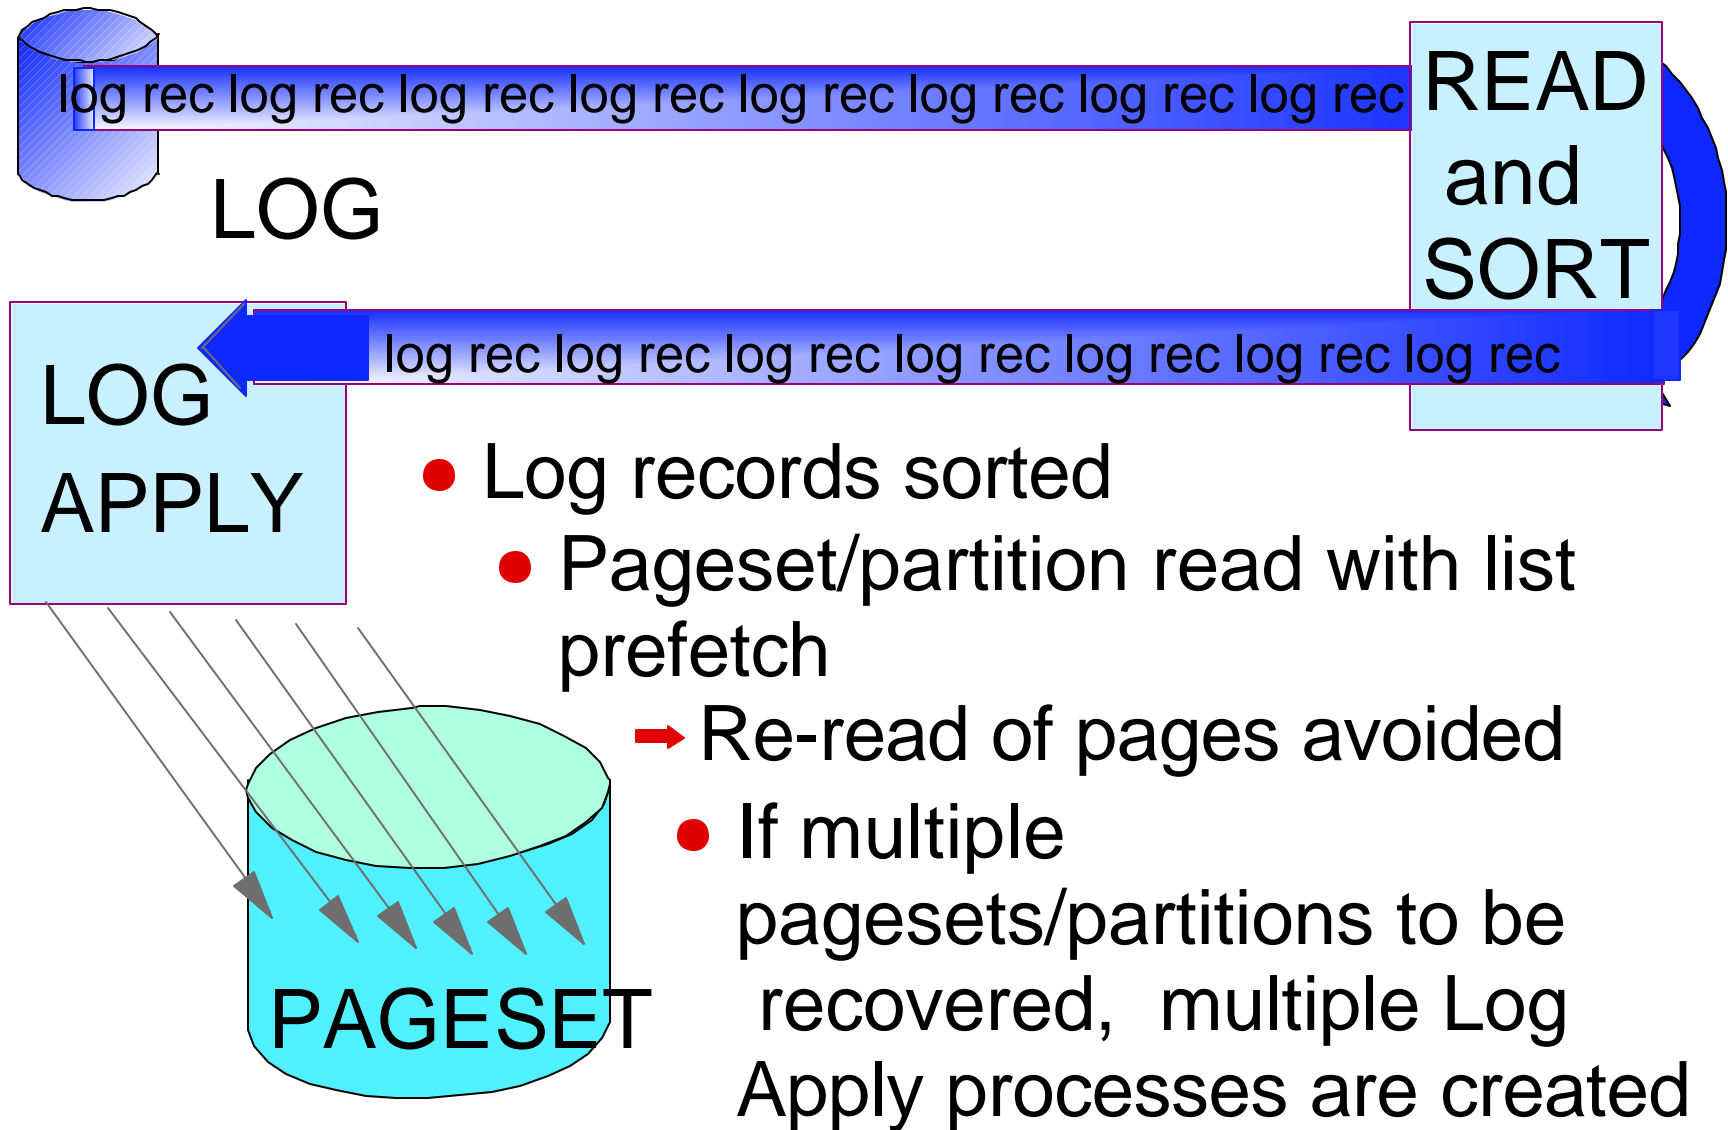 log rec log rec log rec log rec log rec log rec log rec log rec
READ
and
SORT
LOG
log rec log rec log rec log rec log rec log rec log rec
LOG
APPLY
Log records sorted
Pageset/partition read with list
prefetch
Re-read of pages avoided
If multiple
pagesets/partitions to be
recovered, multiple Log
Apply processes are created
PAGESET